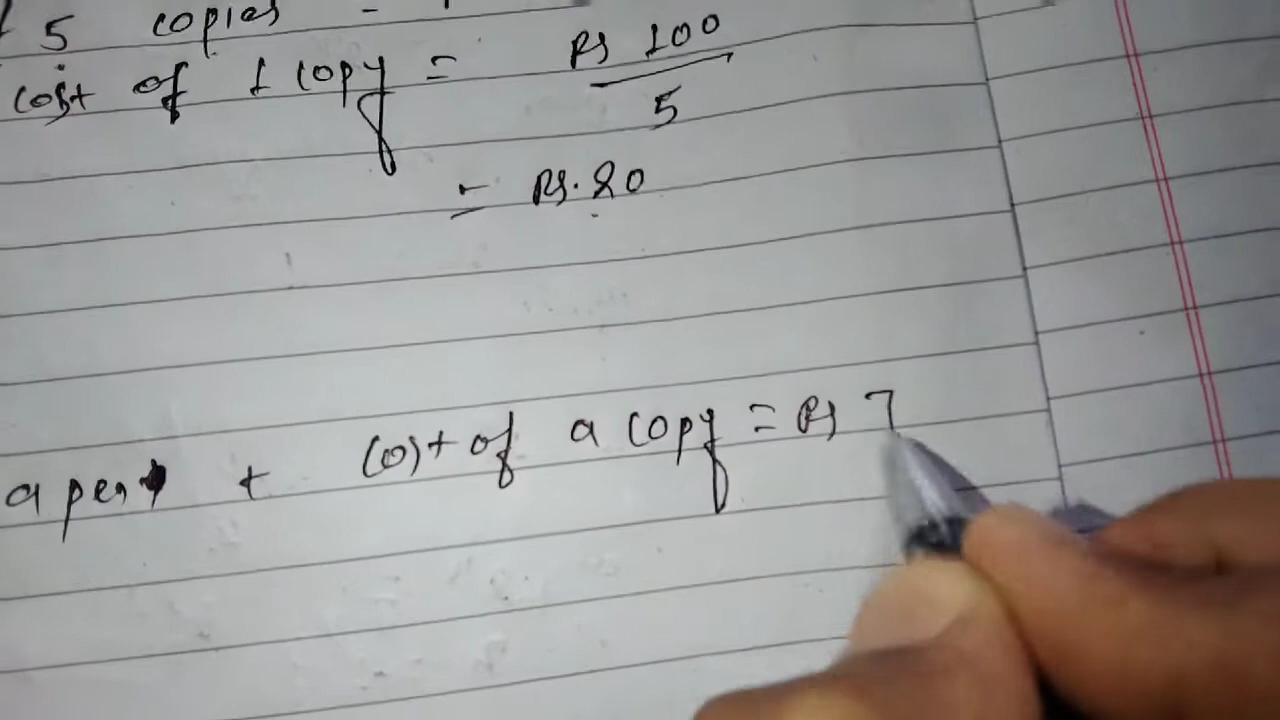 5 copies =
cost of 1 copy = Rs 100
5
= Rs. 20
a pen + cost of a copy = Rs 7